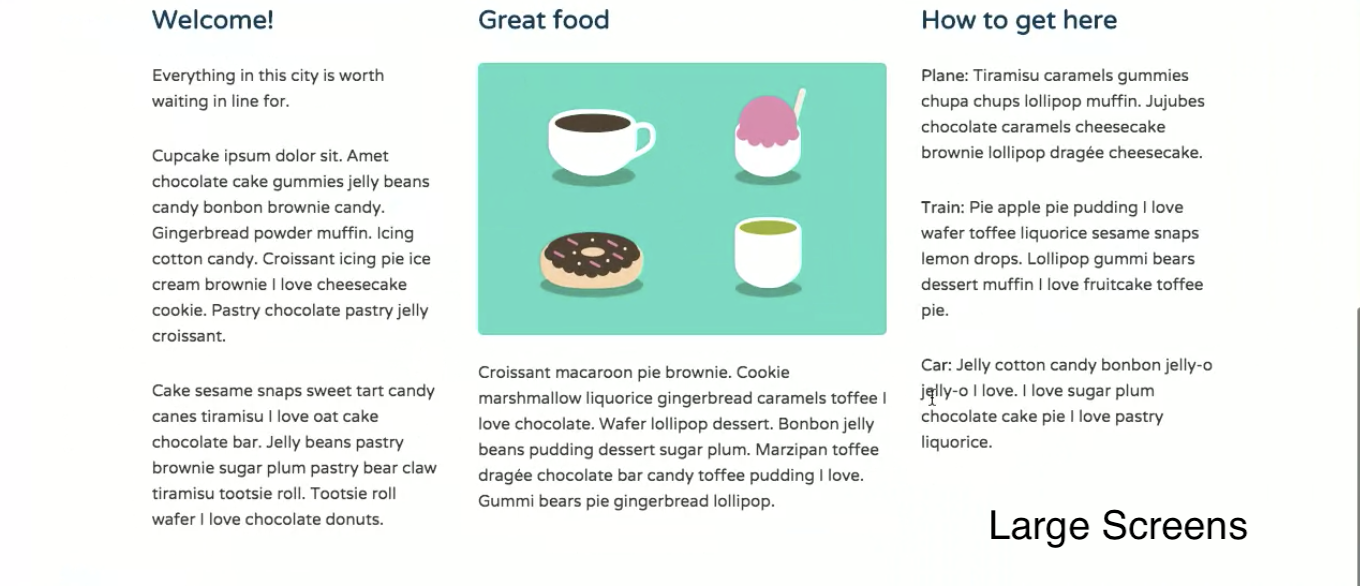 Welcome!
Everything in this city is worth
waiting in line for.
Cupcake ipsum dolor sit. Amet
chocolate cake gummies jelly beans
candy bonbon brownie candy.
Gingerbread powder muffin. Icing
cotton candy. Croissant icing pie ice
cream brownie I love cheesecake
cookie. Pastry chocolate pastry jelly
croissant.
Cake sesame snaps sweet tart candy
canes tiramisu I love oat cake
chocolate bar. Jelly beans pastry
brownie sugar plum pastry bear claw
tiramisu tootsie roll. Tootsie roll
wafer I love chocolate donuts.
Great food
Croissant macaroon pie brownie. Cookie
marshmallow liquorice gingerbread caramels toffee I
love chocolate. Wafer lollipop dessert. Bonbon jelly
beans pudding dessert sugar plum. Marzipan toffee
dragée chocolate bar candy toffee pudding I love.
Gummi bears pie gingerbread lollipop.
How to get here
Plane: Tiramisu caramels gummies
chupa chups lollipop muffin. Jujubes
chocolate caramels cheesecake
brownie lollipop dragée cheesecake.
Train: Pie apple pie pudding I love
wafer toffee liquorice sesame snaps
lemon drops. Lollipop gummi bears
dessert muffin I love fruitcake toffee
pie.
Car: Jelly cotton candy bonbon jelly-o
jelly-o I love. I love sugar plum
chocolate cake pie I love pastry
liquorice.
Large Screens